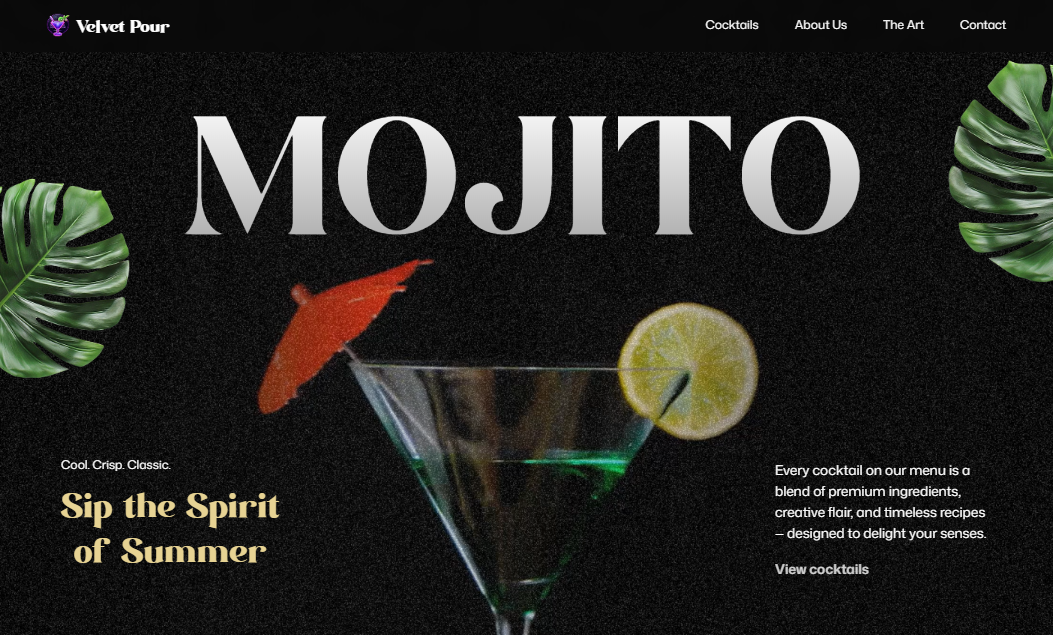 Velvet Pour
Cocktails
About Us
The Art
Contact
MOJITO
Cool. Crisp. Classic.
Sip the Spirit
of Summer
Every cocktail on our menu is a
blend of premium ingredients,
creative flair, and timeless recipes
– designed to delight your senses.
View cocktails